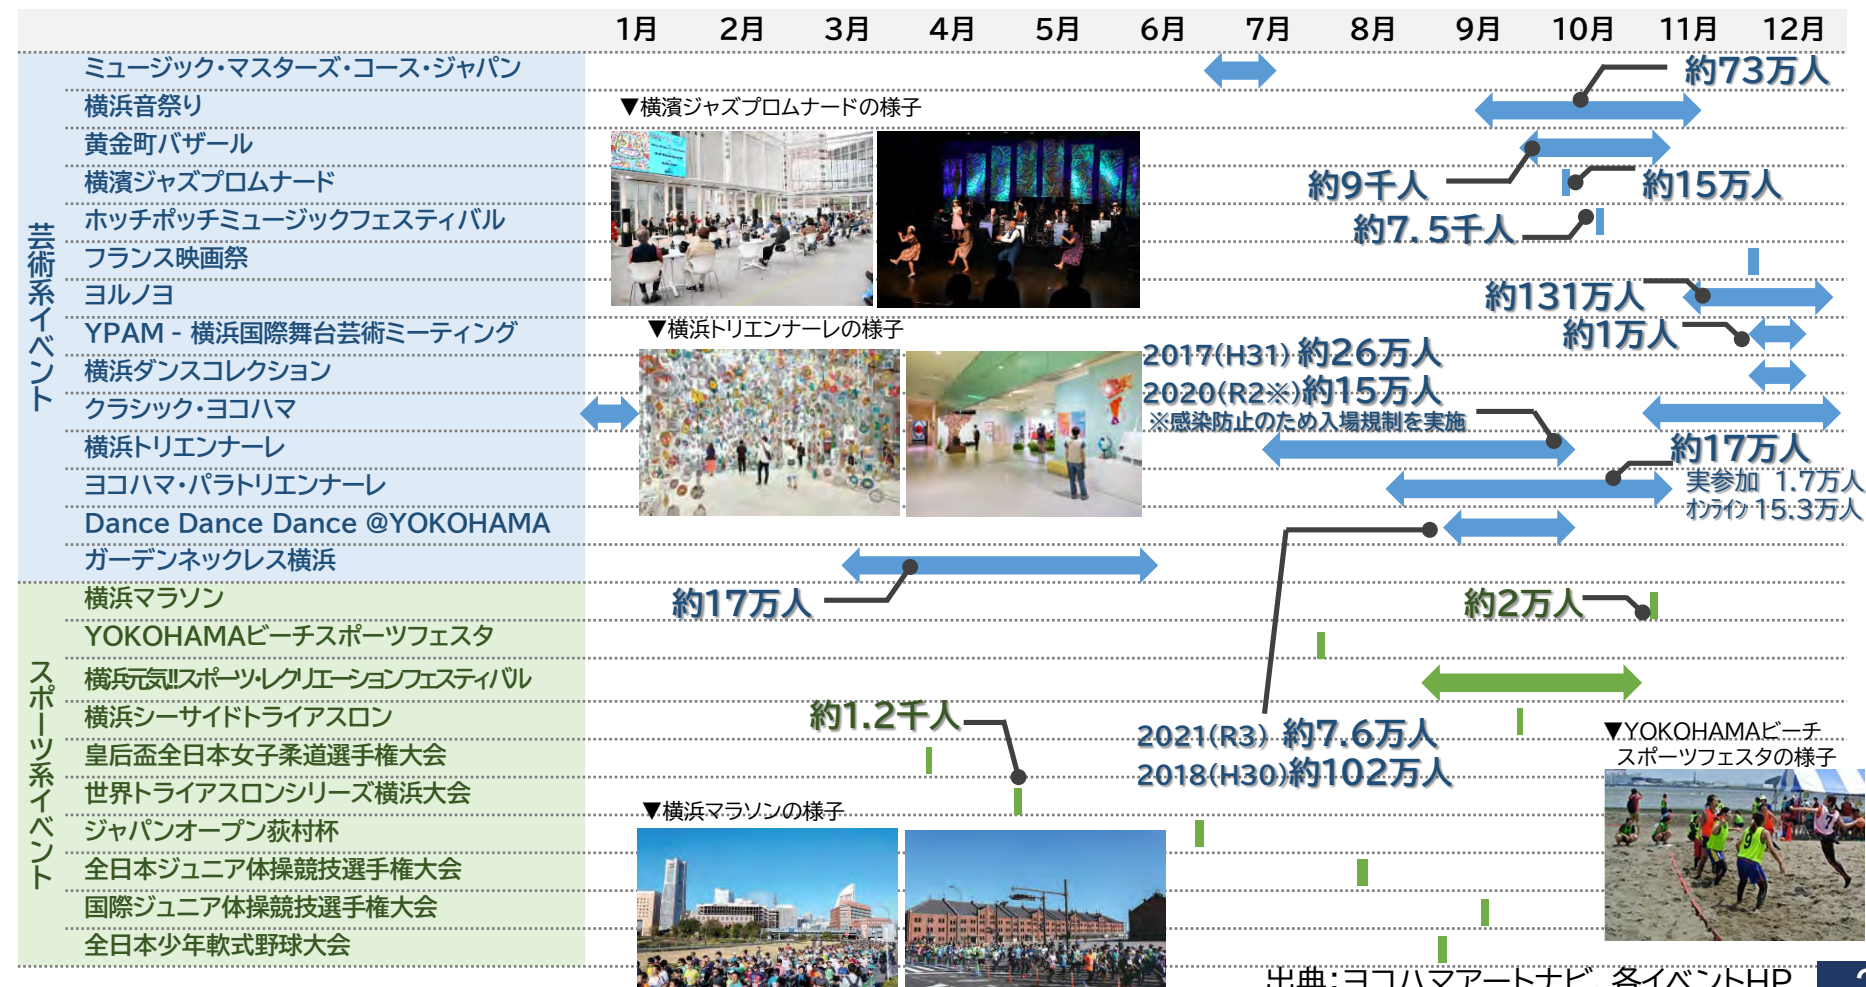 1月 2月 3月 4月 5月 6月 7月 8月 9月 10月 11月 12月
芸術系イベント
ミュージック・マスターズ・コース・ジャパン
横浜音祭り
黄金町バザール
横濱ジャズプロムナード
ホッチポッチミュージックフェスティバル
フランス映画祭
ヨルノヨ
YPAM - 横浜国際舞台芸術ミーティング
横浜ダンスコレクション
クラシック・ヨコハマ
横浜トリエンナーレ
ヨコハマ・パラトリエンナーレ
Dance Dance Dance @YOKOHAMA
ガーデンネックレス横浜
スポーツ系イベント
横浜マラソン
YOKOHAMAビーチスポーツフェスタ
横浜元気!!スポーツ・レクリエーションフェスティバル
横浜シーサイドトライアスロン
皇后盃全日本女子柔道選手権大会
世界トライアスロンシリーズ横浜大会
ジャパンオープン荻村杯
全日本ジュニア体操競技選手権大会
国際ジュニア体操競技選手権大会
全日本少年軟式野球大会
約73万人
▼横濱ジャズプロムナードの様子
約9千人
約15万人
約7.5千人
約131万人
約1万人
▼横浜トリエンナーレの様子
2017(H31) 約26万人
2020(R2※)約15万人
※感染防止のため入場規制を実施
約17万人
実参加 1.7万人
オンライン 15.3万人
約17万人
約2万人
約1.2千人
2021(R3) 約7.6万人
2018(H30)約102万人
▼YOKOHAMAビーチ
スポーツフェスタの様子
▼横浜マラソンの様子
出典:ヨコハマアートナビ 各イベントHP